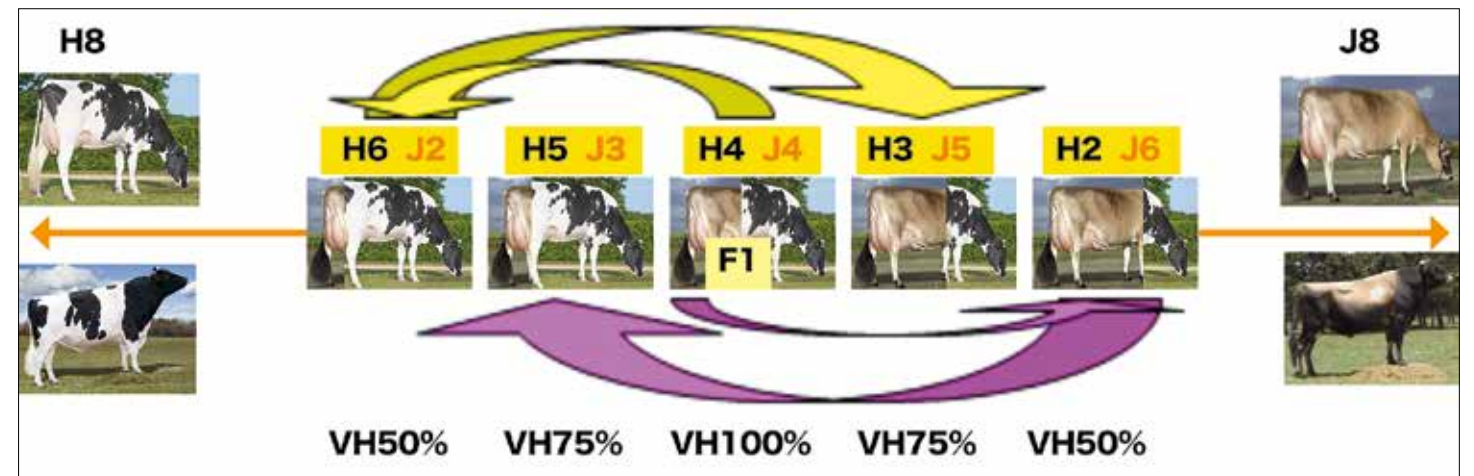 H8
J8
H6 J2
H5 J3
H4 J4
H3 J5
H2 J6
F1
VH50%
VH75%
VH100%
VH75%
VH50%